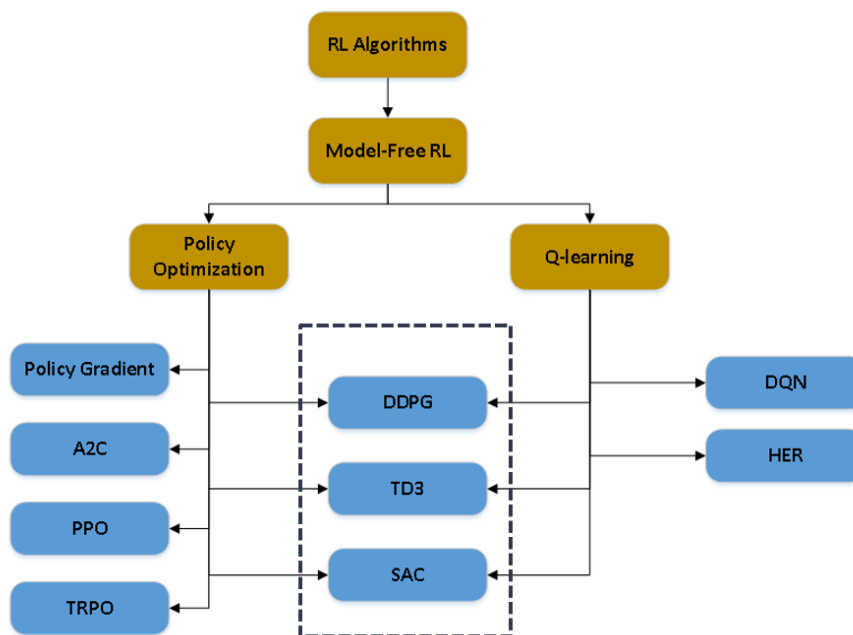 RL Algorithms
Model-Free RL
Policy
Optimization
Q-learning
Policy Gradient
DDPG
DQN
A2C
HER
TD3
PPO
SAC
TRPO